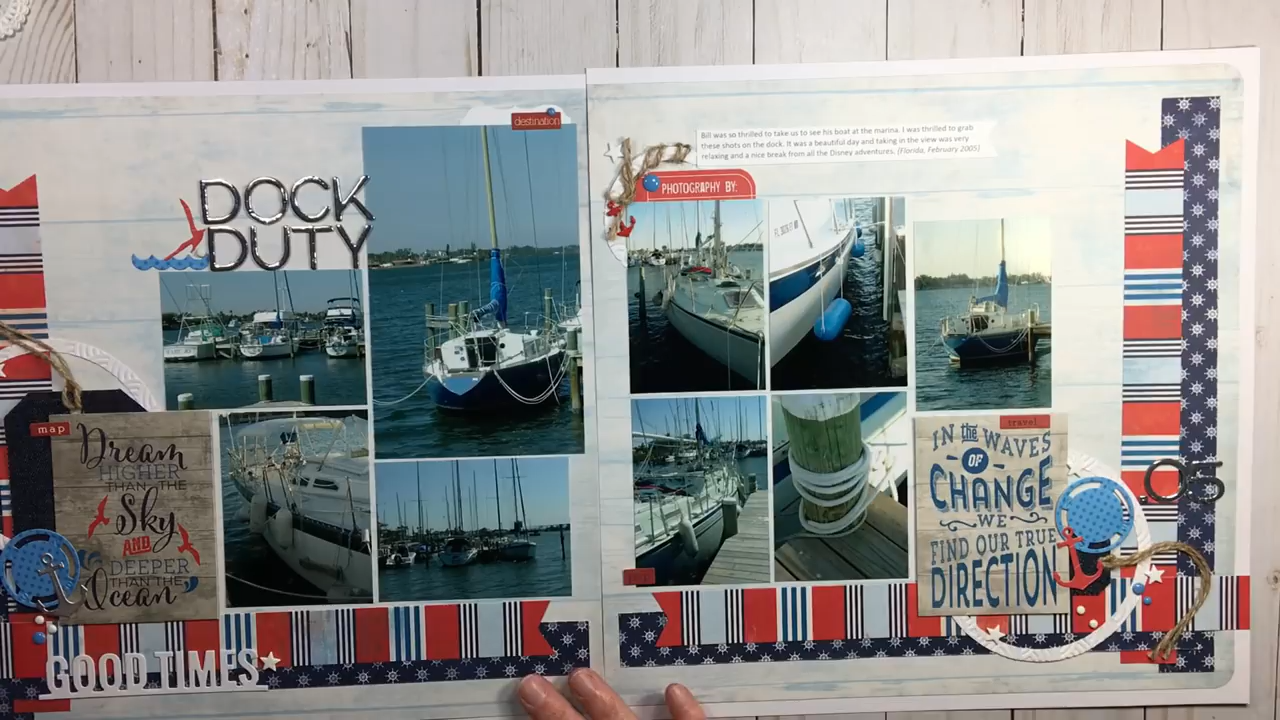 destination
DOCK
DUTY
map
Dream
HIGHER
THAN THE
Sky
AND
DEEPER
THAN THE
Ocean
GOOD TIMES
Bill was so thrilled to take us to see his boat at the marina. I was thrilled to grab
these shots on the dock. It was a beautiful day and taking in the view was very
relaxing and a nice break from all the Disney adventures. {Florida, February 2005}
PHOTOGRAPHY BY:
travel
IN the WAVES
OF
CHANGE
WE
FIND OUR TRUE
DIRECTION
.05